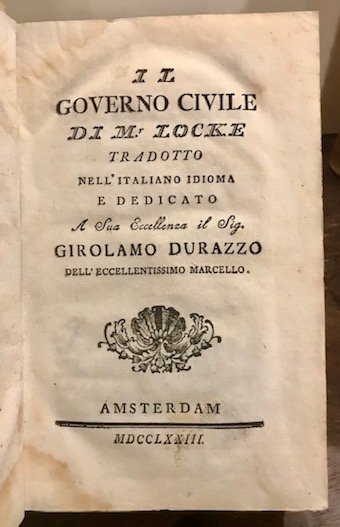 IL
GOVERNO CIVILE
DI Mr LOCKE
TRADOTTO
NELL'ITALIANO IDIOMA
E DEDICATO
A Sua Eccellenza il Sig.
GIROLAMO DURAZZO
DELL'ECCELLENTISSIMO MARCELLO.
AMSTERDAM
MDCCLXXIII.